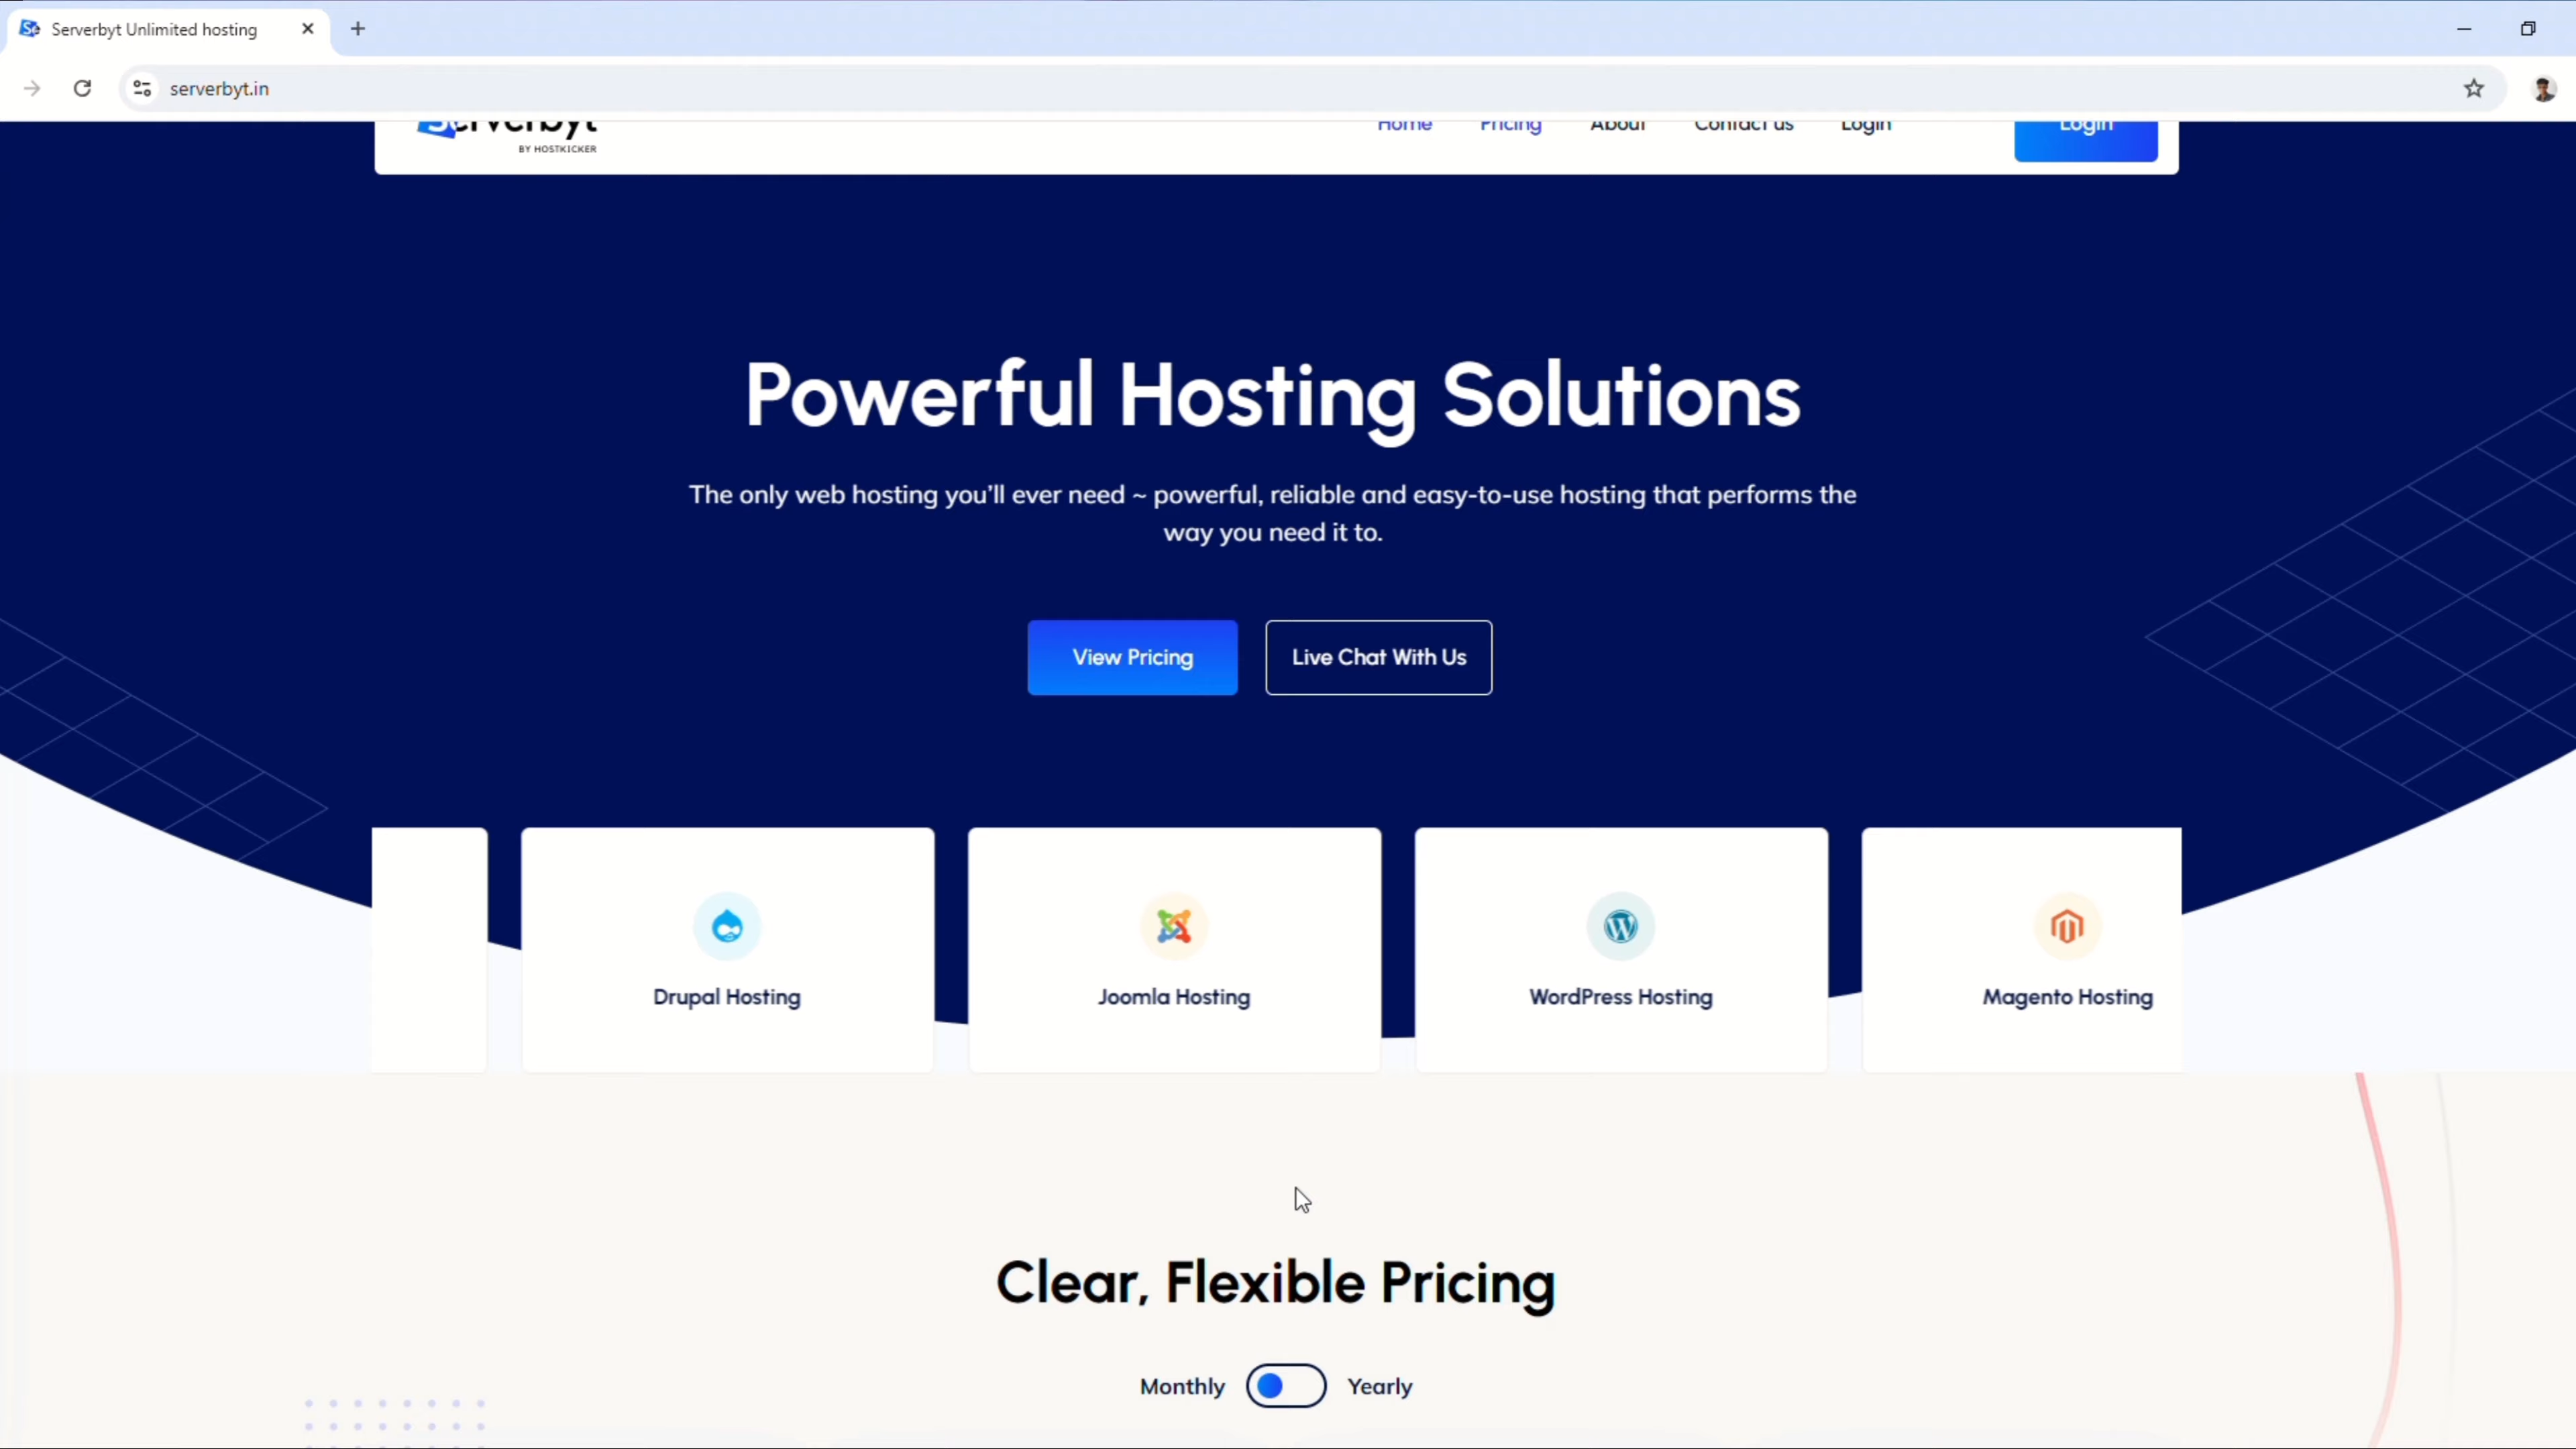 Serverbyt Unlimited hosting
serverbyt.in
Serverbyt
BY HOSTKICKER
Home
Pricing
About
Contact us
Login
Login
Powerful Hosting Solutions
The only web hosting you'll ever need ~ powerful, reliable and easy-to-use hosting that performs the
way you need it to.
View Pricing
Live Chat With Us
Drupal Hosting
Joomla Hosting
WordPress Hosting
Magento Hosting
Clear, Flexible Pricing
Monthly
Yearly